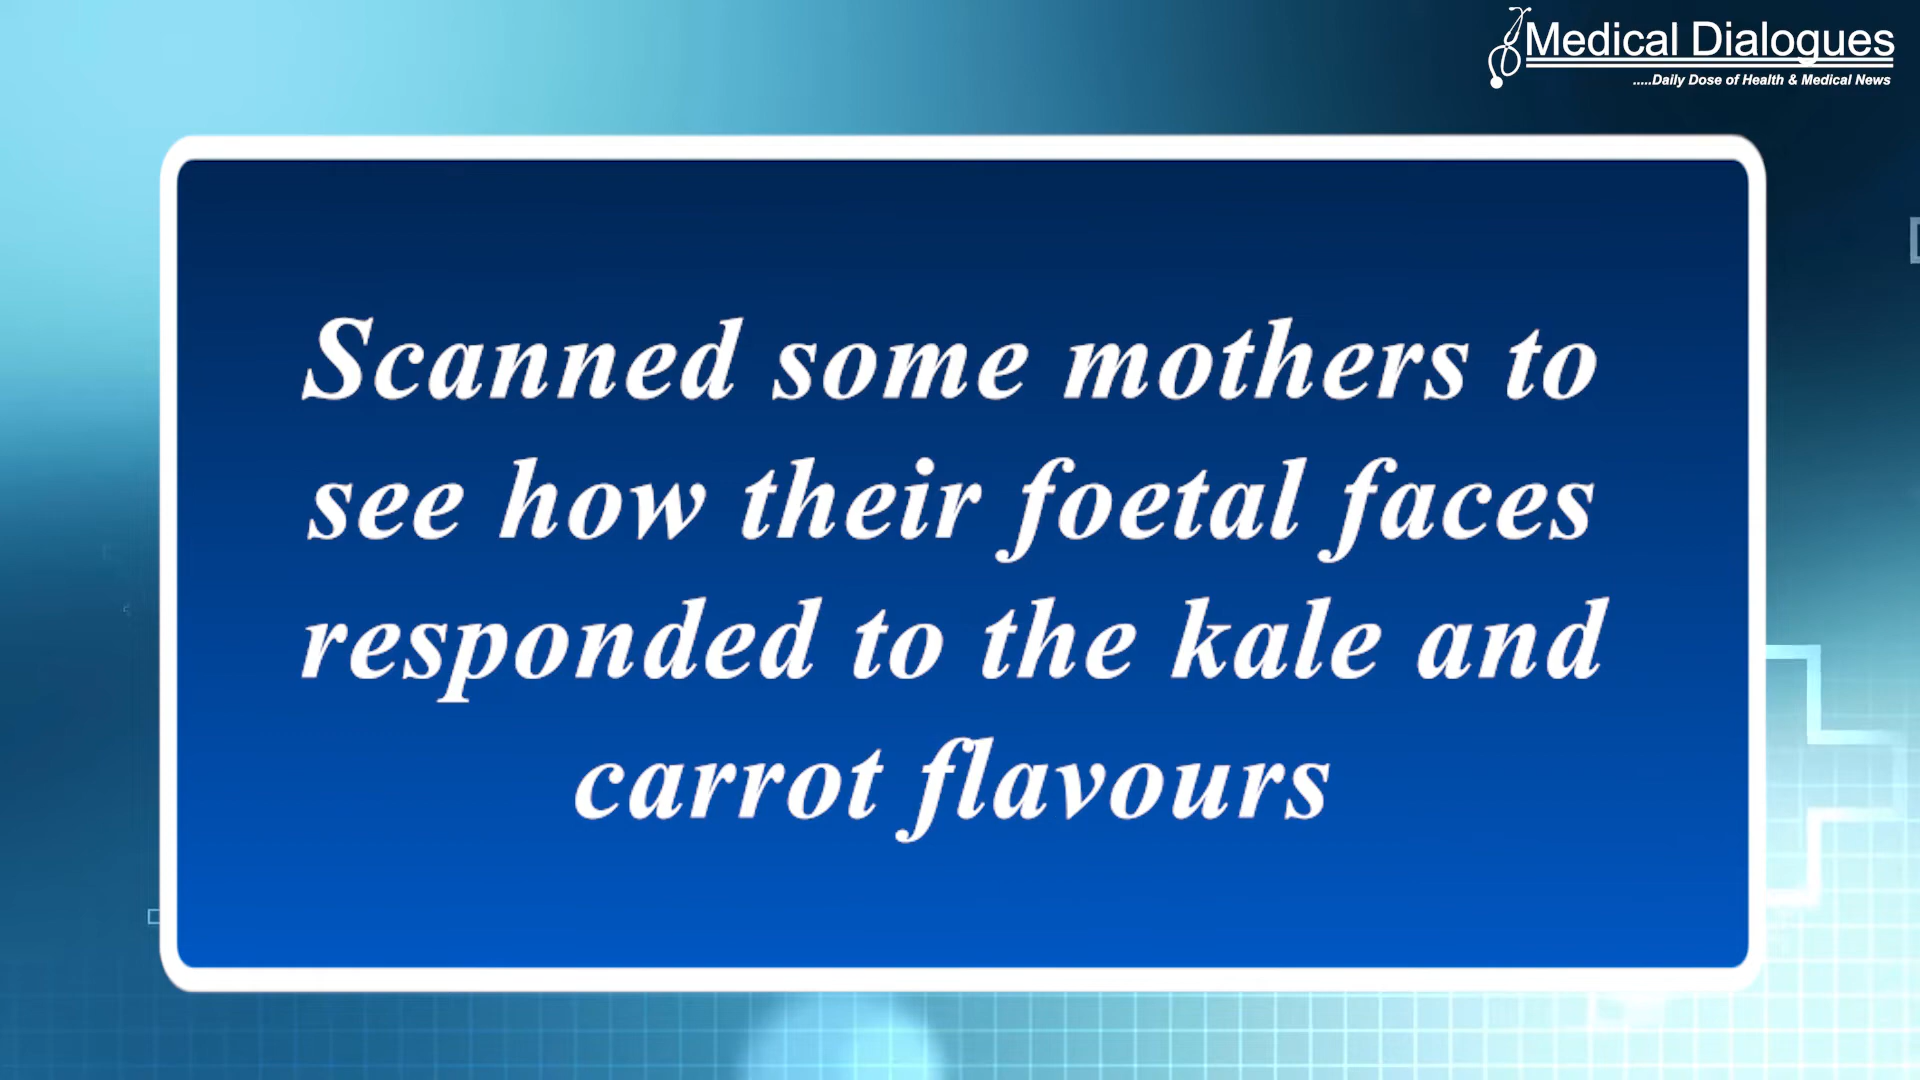 Medical Dialogues
.....Daily Dose of Health & Medical News
Scanned some mothers to
see how their foetal faces
responded to the kale and
carrot flavours